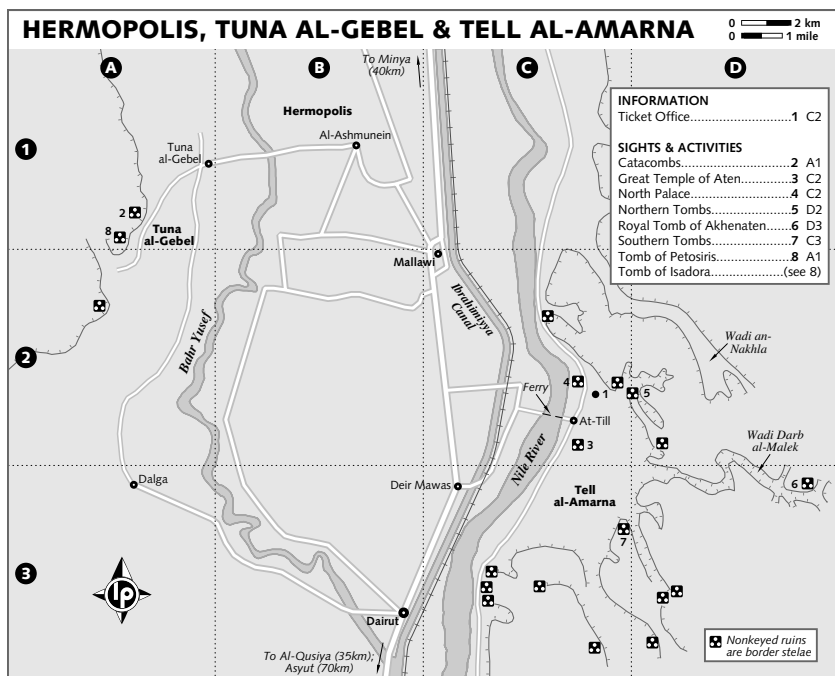 HERMOPOLIS, TUNA AL-GEBEL & TELL AL-AMARNA
0 2 km
0 1 mile
A
B
C
D
To Minya
(40km)
INFORMATION
Ticket Office..............................1 C2
SIGHTS & ACTIVITIES
Catacombs................................2 A1
Great Temple of Aten............3 C2
North Palace............................4 C2
Northern Tombs.....................5 D2
Royal Tomb of Akhenaten....6 D3
Southern Tombs.....................7 C3
Tomb of Petosiris....................8 A1
Tomb of Isadora......................(see 8)
Hermopolis
1
Tuna
al-Gebel
Al-Ashmunein
2
8
Tuna
al-Gebel
Mallawi
Ibrahimiyya
Canal
Bahr Yusef
2
Wadi an-
Nakhla
Ferry
4
1
5
At-Till
3
Nile River
Wadi Darb
al-Malek
Dalga
Deir Mawas
Tell
al-Amarna
6
7
3
lp
Dairut
To Al-Qusiya (35km);
Asyut (70km)
Nonkeyed ruins
are border stelae